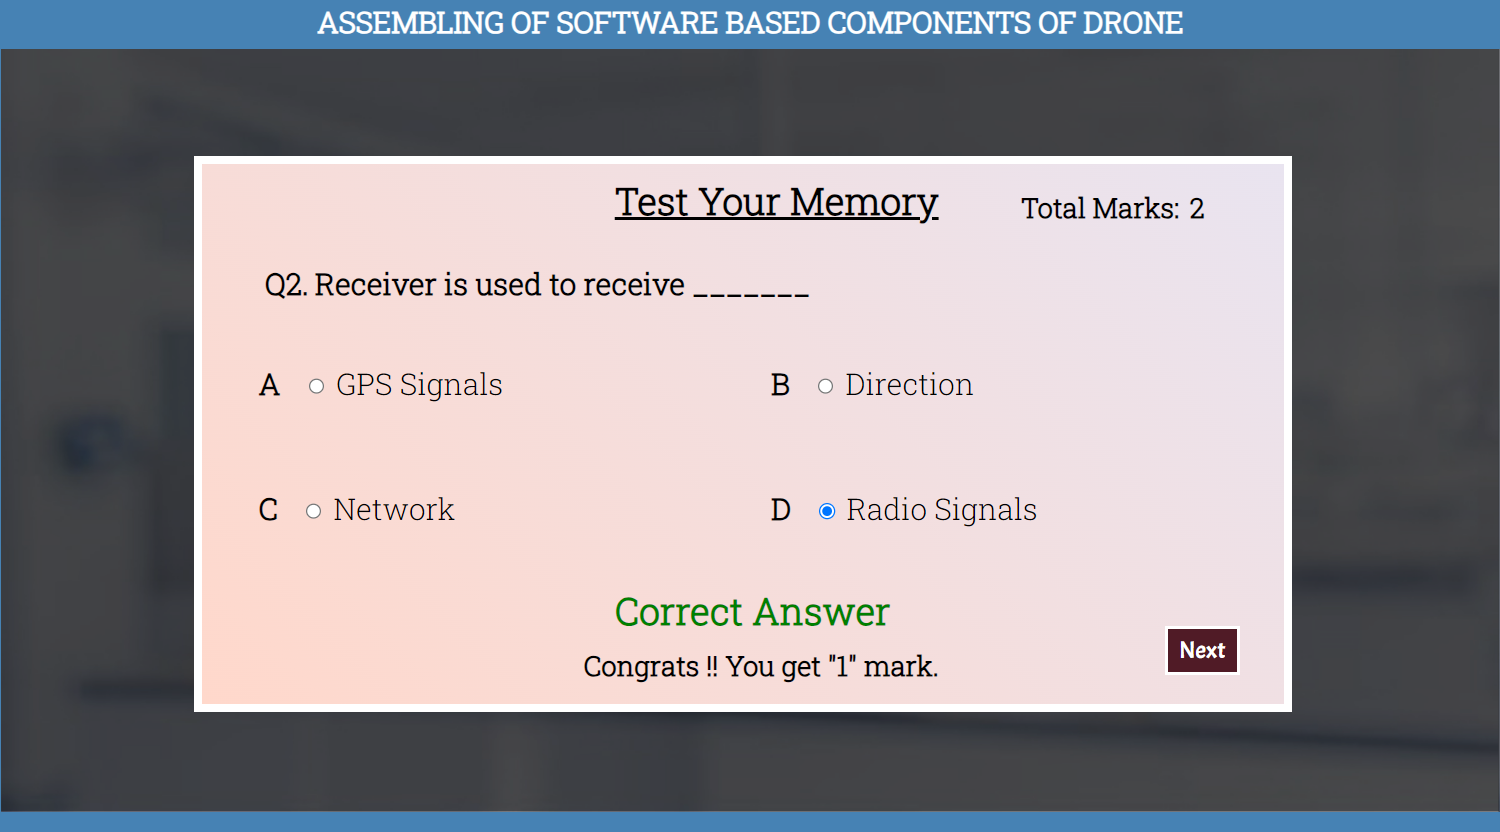 ASSEMBLING OF SOFTWARE BASED COMPONENTS OF DRONE
Test Your Memory
Total Marks: 2
Q2. Receiver is used to receive _______
A GPS Signals
B Direction
C Network
D Radio Signals
Correct Answer
Congrats !! You get "1" mark.
Next